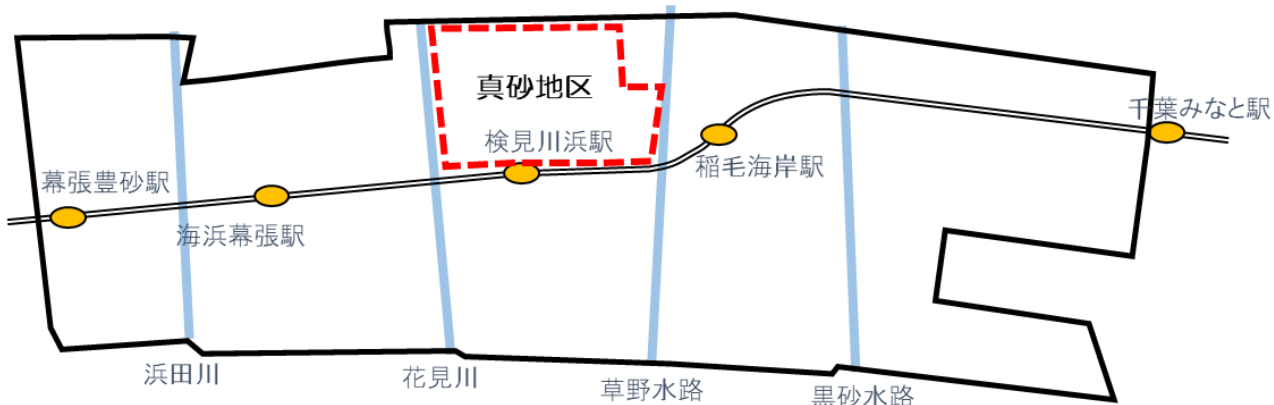 真砂地区
千葉みなと駅
検見川浜駅
稲毛海岸駅
幕張豊砂駅
海浜幕張駅
浜田川
花見川
草野水路
黒砂水路